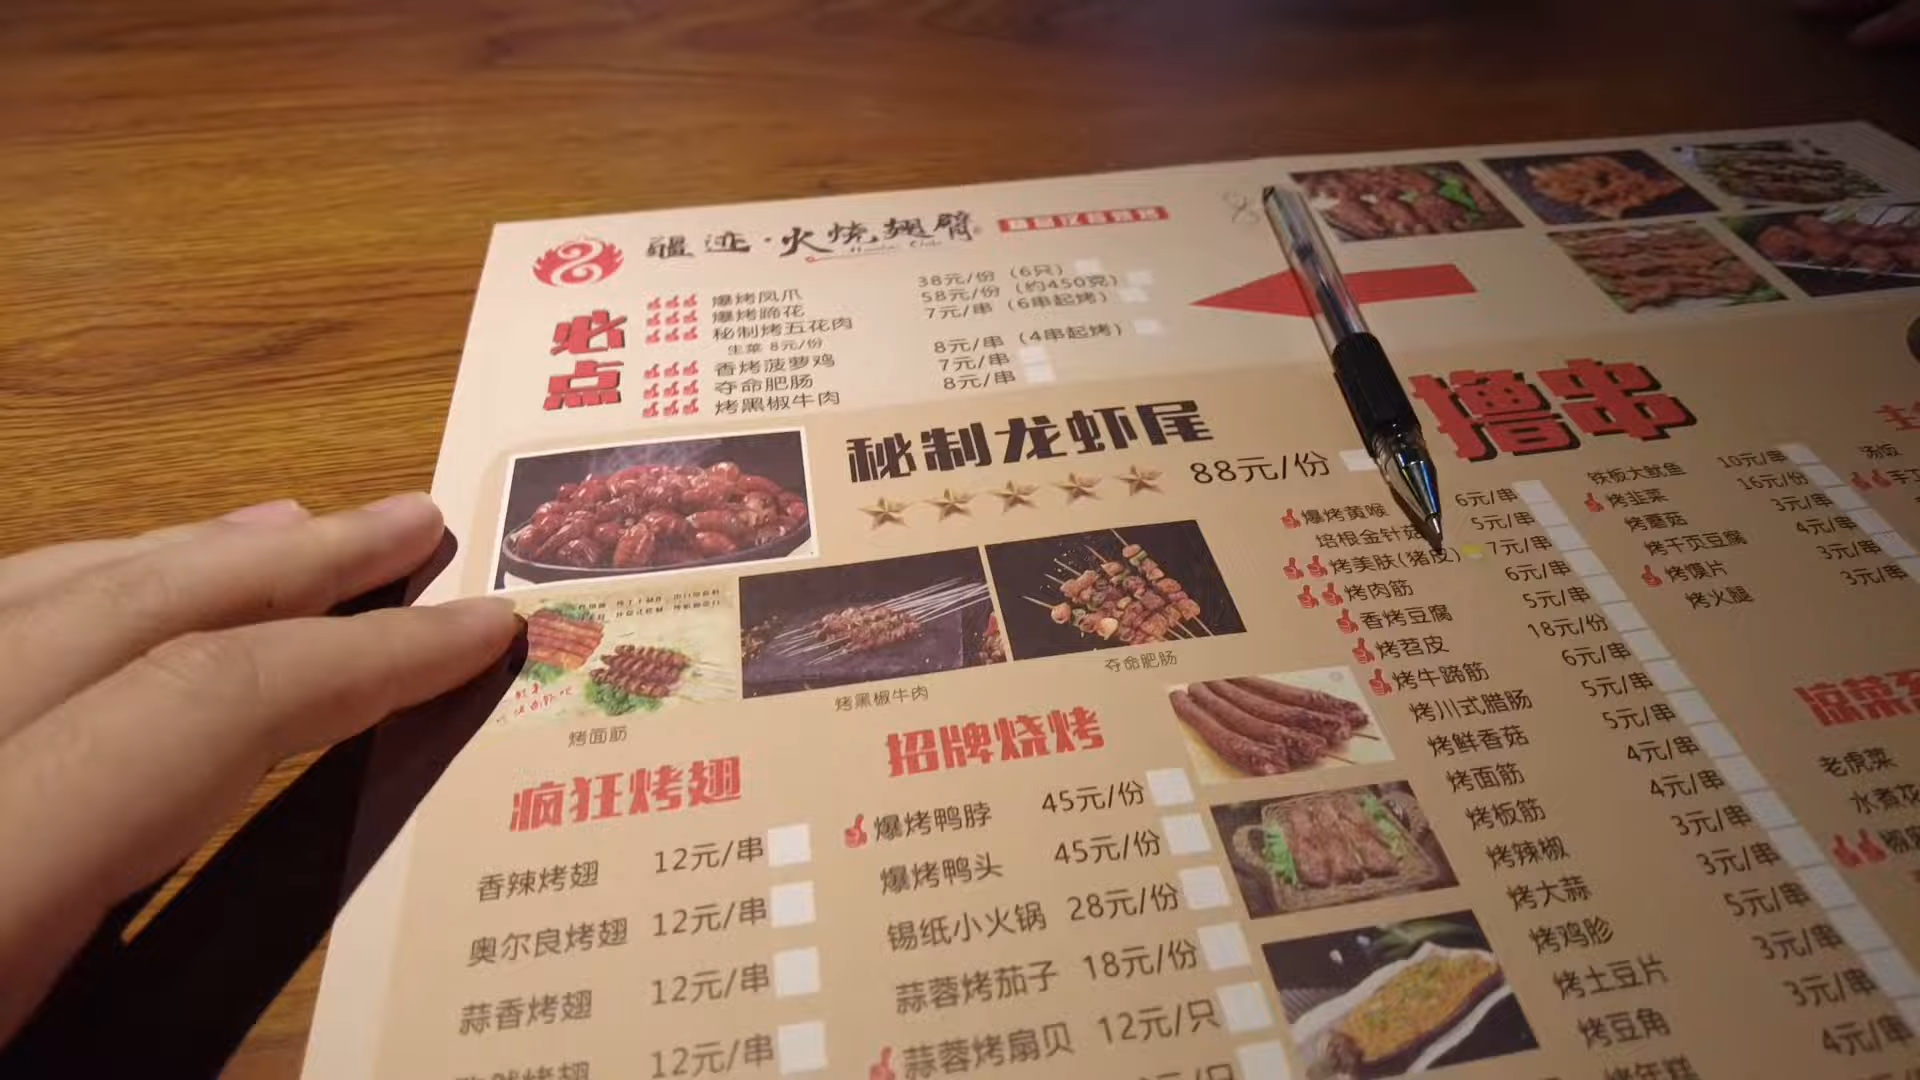 疆迹·火烧翅臂
必点
爆烤凤爪 38元/份（6只）
爆烤蹄花 58元/份（约450克）
秘制烤五花肉 7元/串（6串起烤）
生菜 8元/份
香烤菠萝鸡 8元/串（4串起烤）
夺命肥肠 7元/串
烤黑椒牛肉 8元/串
秘制龙虾尾
88元/份
烤面筋
烤黑椒牛肉
夺命肥肠
疯狂烤翅
香辣烤翅 12元/串
奥尔良烤翅 12元/串
蒜香烤翅 12元/串
12元/串
招牌烧烤
爆烤鸭脖 45元/份
爆烤鸭头 45元/份
锡纸小火锅 28元/份
蒜蓉烤茄子 18元/份
蒜蓉烤扇贝 12元/只
撸串
爆烤黄喉 6元/串
培根金针菇 5元/串
烤美肤(猪皮) 7元/串
烤肉筋 6元/串
香烤豆腐 5元/串
烤苕皮 18元/份
烤牛蹄筋 6元/串
烤川式腊肠 5元/串
烤鲜香菇 5元/串
烤面筋 4元/串
烤板筋 4元/串
烤辣椒 3元/串
烤大蒜 3元/串
烤鸡胗 5元/串
烤土豆片 3元/串
烤豆角 3元/串
烤年糕 4元/串
铁板大鱿鱼 10元/串
烤韭菜 16元/份
烤蘑菇 3元/串
烤千页豆腐 4元/串
烤馍片 3元/串
烤火腿 3元/串
汤饭
手工
凉菜系
老虎菜
水煮花